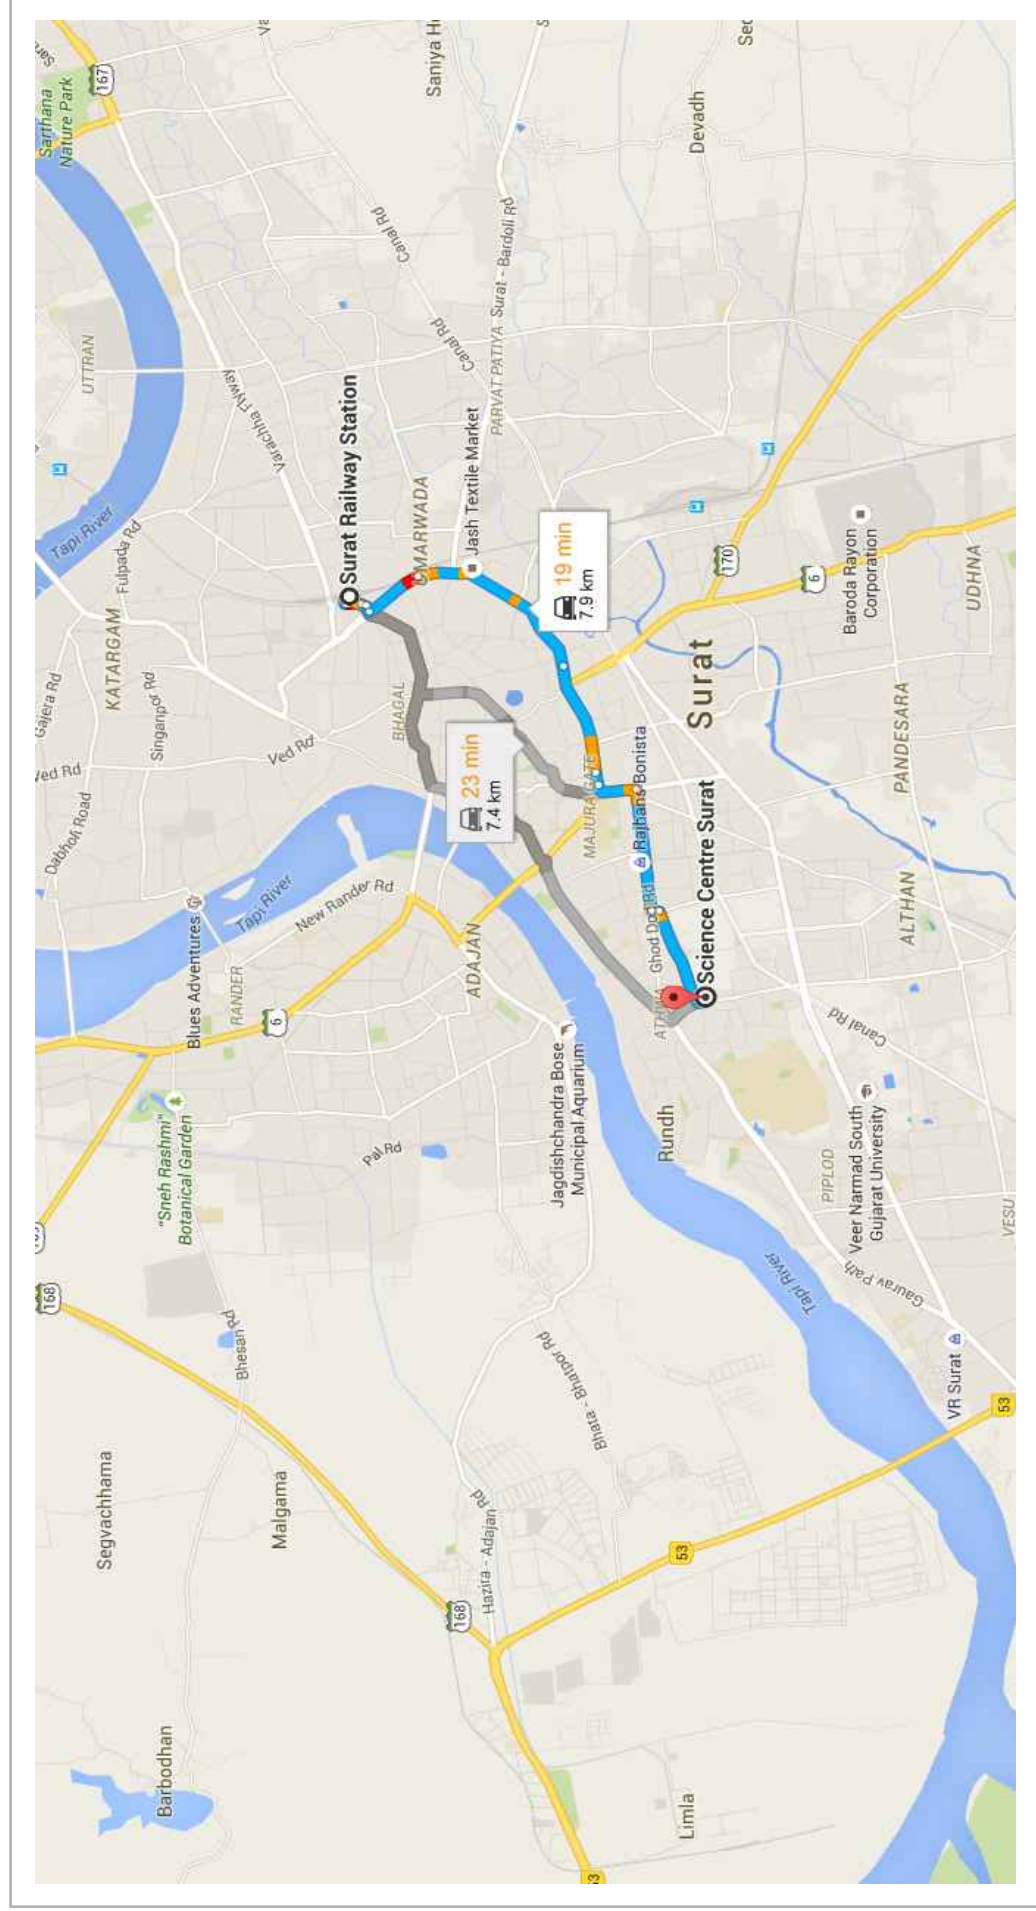 168
Dabholi Road
Ved Rd
Gajera Rd
Tapi River
Sarthana
Nature Park
167
UTTRAN
Segvachhama
KATARGAM
Fulpada Rd
Singanpor Rd
Barbodhan
"Sneh Rashmi"
Botanical Garden
Blues Adventures
RANDER
Tapi River
Bhesan Rd
Malgama
6
Ved Rd
Varachha Flyway
New Rander Rd
Surat Railway Station
Pal Rd
BHAGAL
Canal Rd
UMARWADA
Saniya H
168
Hazira - Adajan Rd
ADAJAN
23 min
7.4 km
Jash Textile Market
Canal Rd
PARVAT PATIYA
Surat - Bardoli Rd
Jagdishchandra Bose
Municipal Aquarium
Bhata - Bhatpor Rd
19 min
7.9 km
MAJURA GATE
53
Rajhans Bonista
Ghod Dod Rd
ATHWA
Rundh
53
Limla
Science Centre Surat
Surat
Devadh
170
Tapi River
6
PIPLOD
Canal Rd
Veer Narmad South
Gujarat University
Baroda Rayon
Corporation
Gaurav Path
ALTHAN
PANDESARA
VR Surat
UDHNA
53
VESU